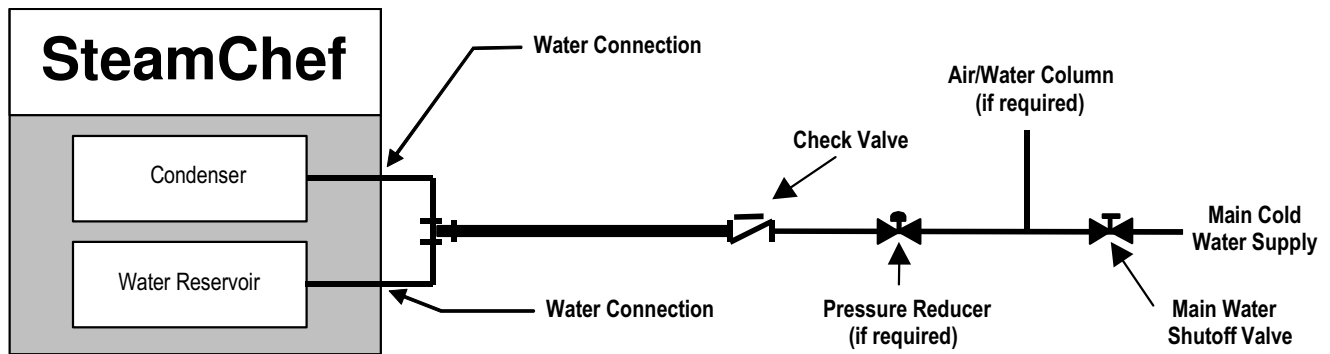 SteamChef
Water Connection
Air/Water Column
(if required)
Check Valve
Condenser
Main Cold
Water Supply
Water Reservoir
Water Connection
Pressure Reducer
(if required)
Main Water
Shutoff Valve